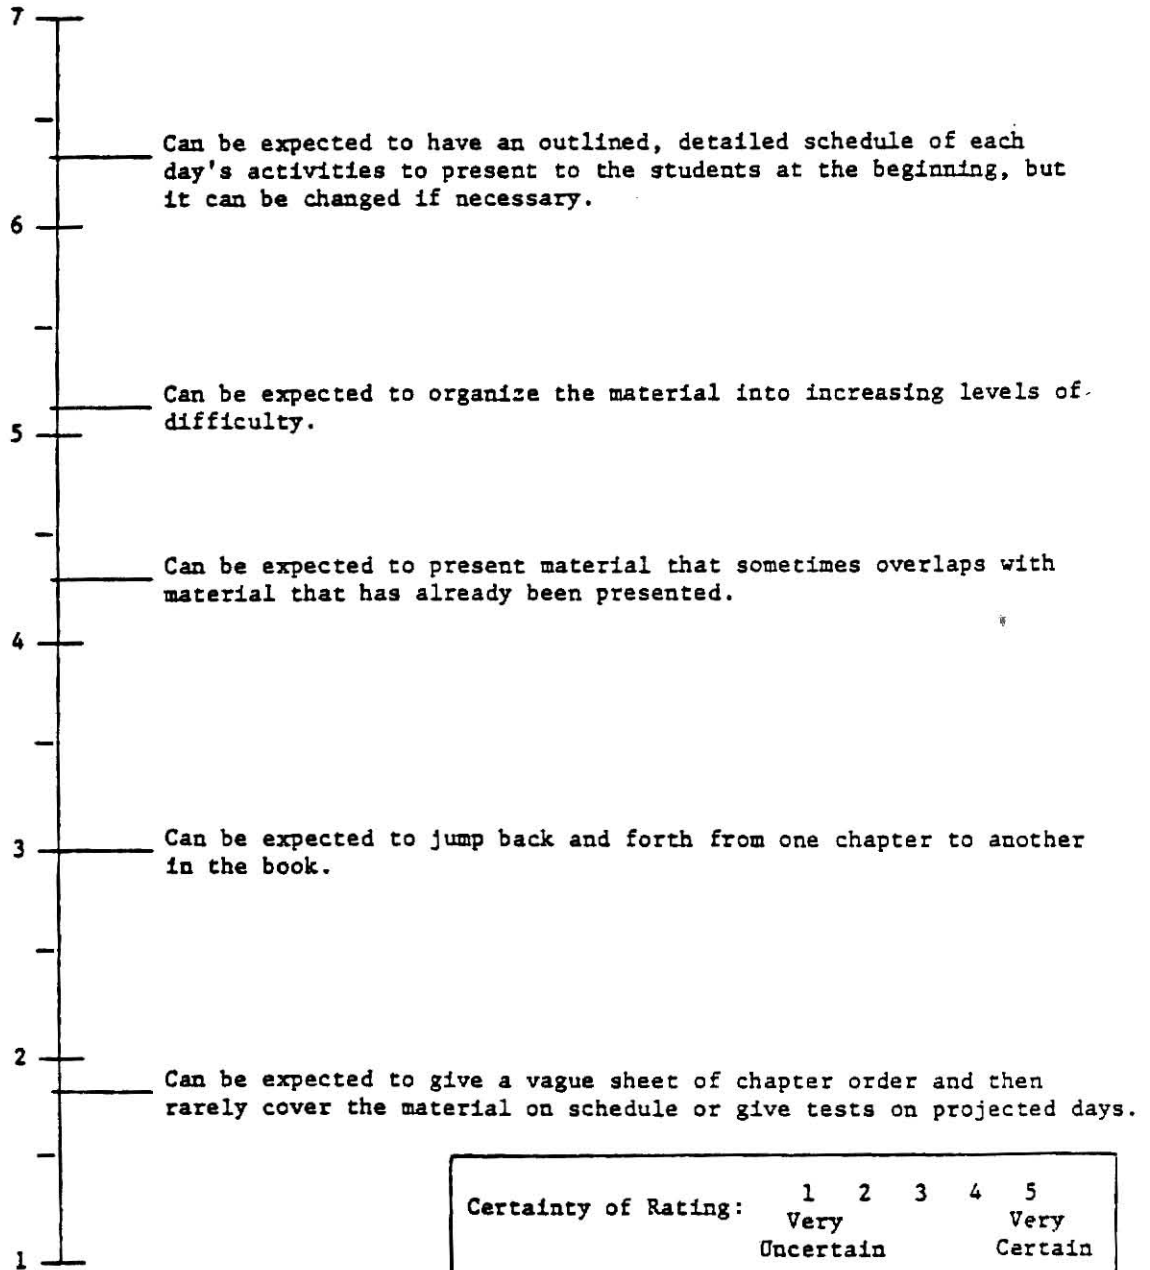 7
Can be expected to have an outlined, detailed schedule of each
day's activities to present to the students at the beginning, but
it can be changed if necessary.
6
Can be expected to organize the material into increasing levels of
difficulty.
5
Can be expected to present material that sometimes overlaps with
material that has already been presented.
4
Can be expected to jump back and forth from one chapter to another
3
in the book.
2
Can be expected to give a vague sheet of chapter order and then
rarely cover the material on schedule or give tests on projected days.
Certainty of Rating: 1 2 3 4 5
Very Very
Uncertain Certain
1